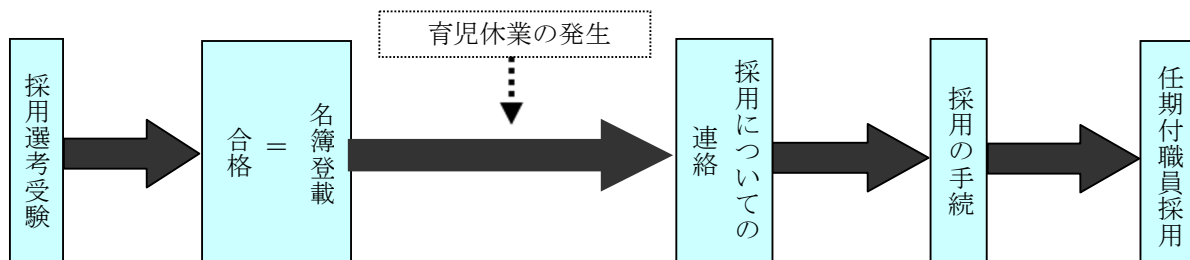 育児休業の発生
採用選考受験
合格
＝
名簿登載
採用についての
連絡
採用の手続
任期付職員採用